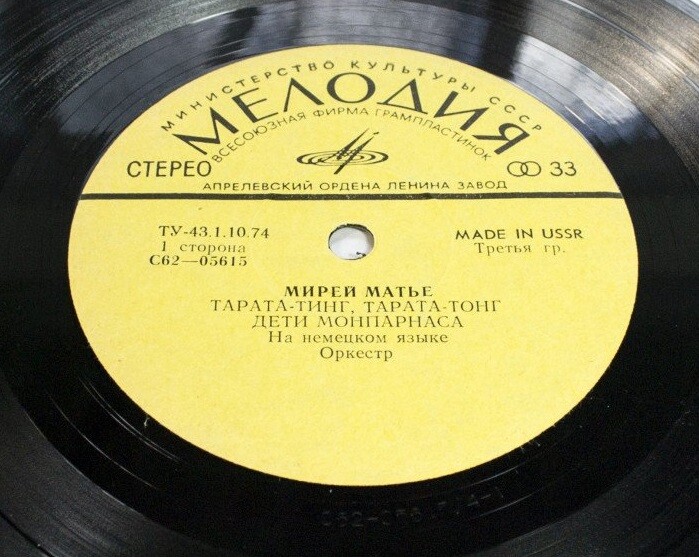 МИНИСТЕРСТВО КУЛЬТУРЫ СССР
МЕЛОДИЯ
ВСЕСОЮЗНАЯ ФИРМА ГРАМПЛАСТИНОК
СТЕРЕО 33
АПРЕЛЕВСКИЙ ОРДЕНА ЛЕНИНА ЗАВОД
ТУ-43.1.10.74 MADE IN USSR
1 сторона Третья гр.
С62—05615
МИРЕЙ МАТЬЕ
ТАРАТА-ТИНГ, ТАРАТА-ТОНГ
ДЕТИ МОНПАРНАСА
На немецком языке
Оркестр